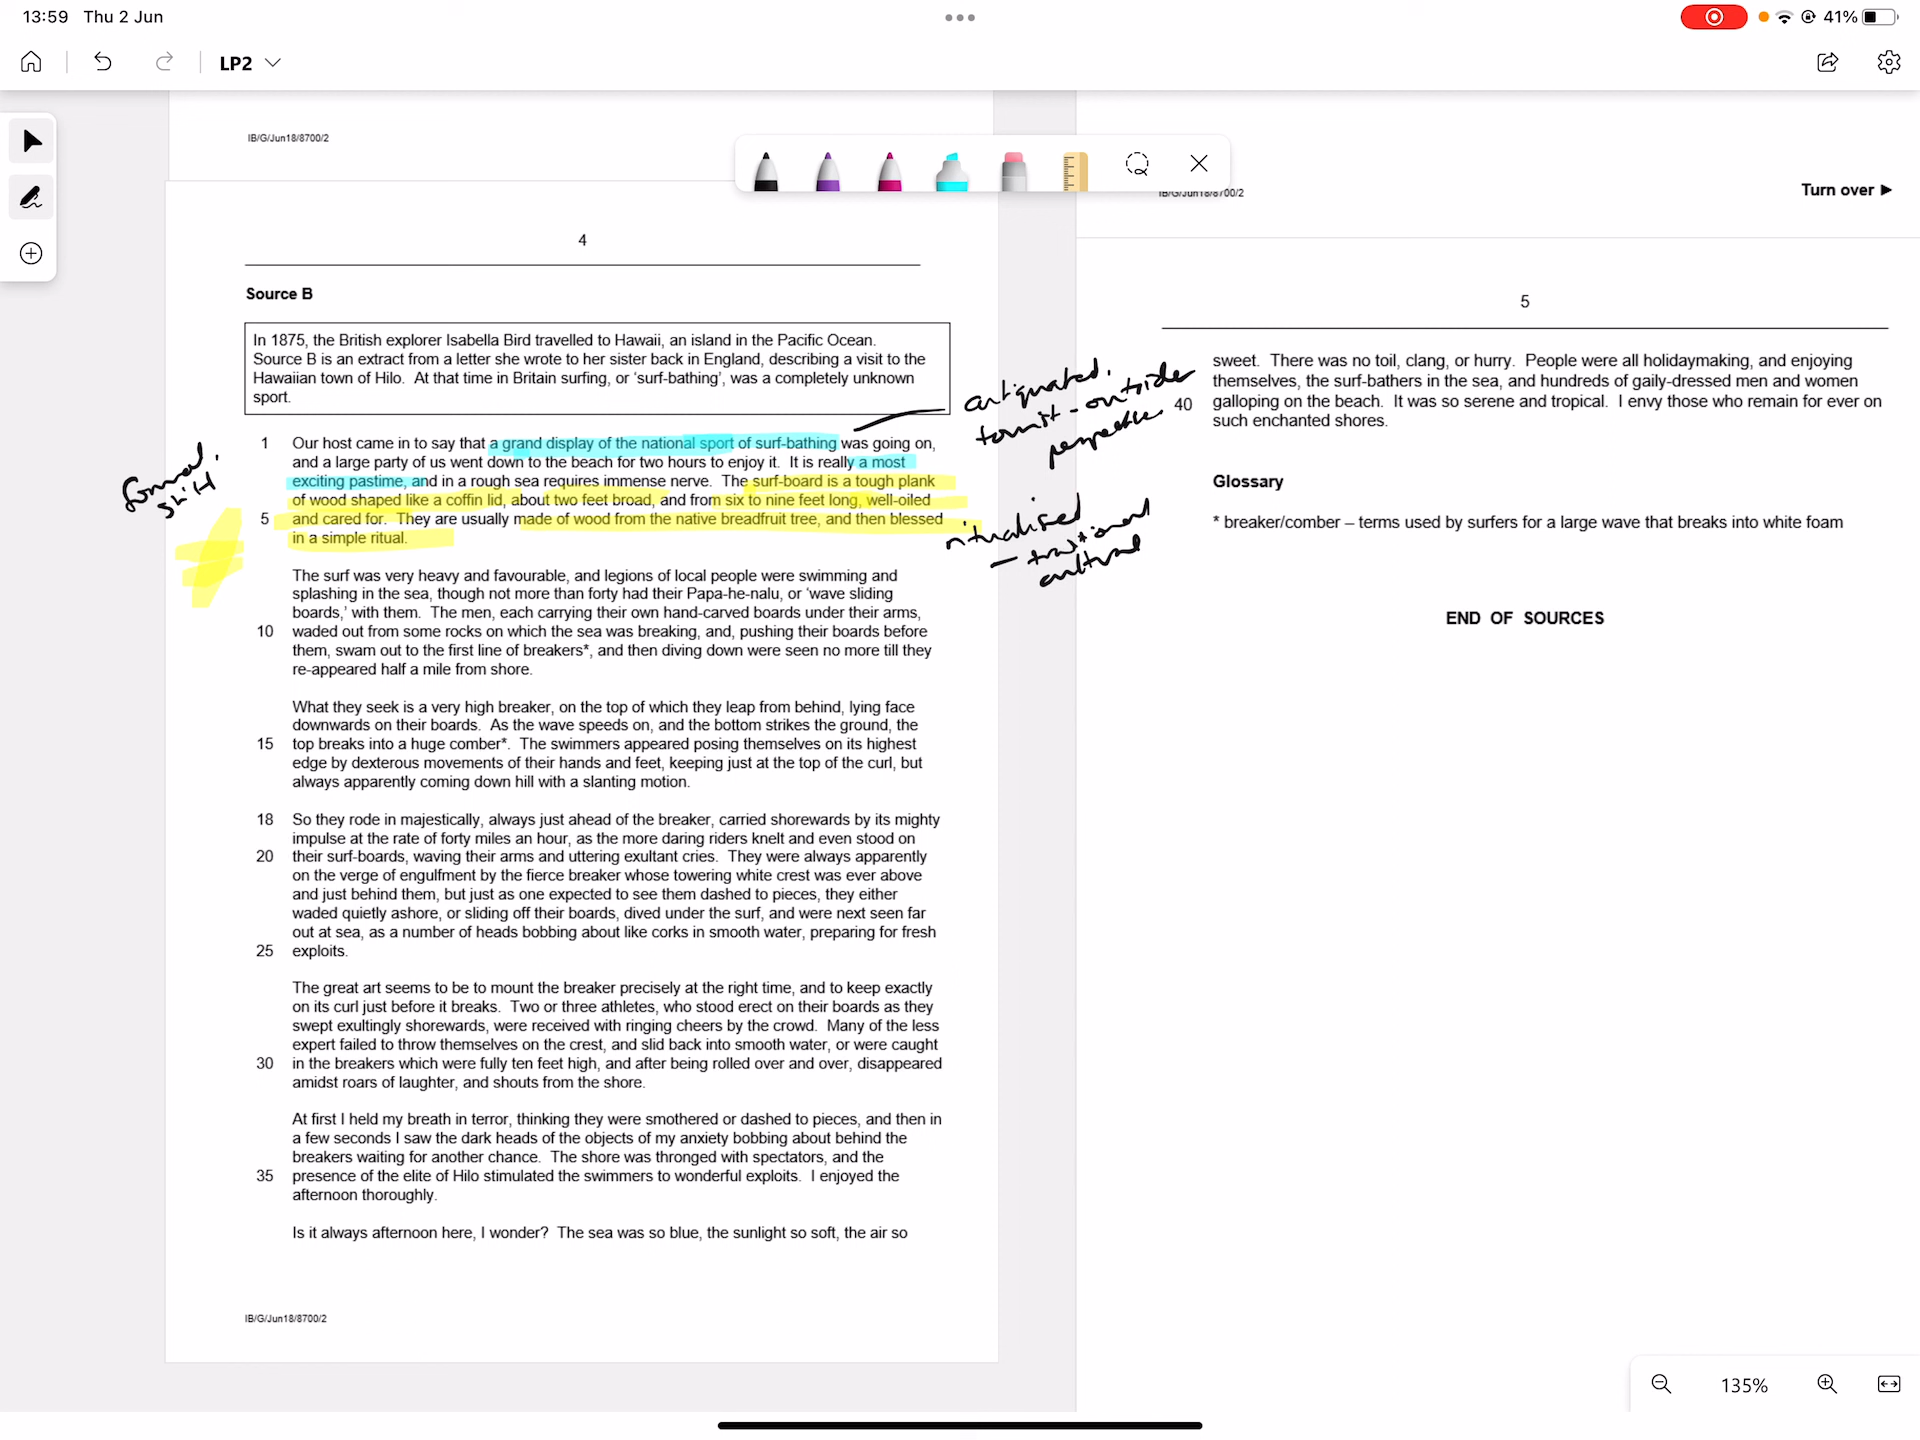 13:59 Thu 2 Jun
41%
LP2
IB/G/Jun18/8700/2
4
Source B
In 1875, the British explorer Isabella Bird travelled to Hawaii, an island in the Pacific Ocean.
Source B is an extract from a letter she wrote to her sister back in England, describing a visit to the
Hawaiian town of Hilo. At that time in Britain surfing, or ‘surf-bathing’, was a completely unknown
sport.
antiquated.
tourist - outsider
perspective
formal.
1 Our host came in to say that a grand display of the national sport of surf-bathing was going on,
and a large party of us went down to the beach for two hours to enjoy it. It is really a most
exciting pastime, and in a rough sea requires immense nerve. The surf-board is a tough plank
of wood shaped like a coffin lid, about two feet broad, and from six to nine feet long, well-oiled
5 and cared for. They are usually made of wood from the native breadfruit tree, and then blessed
in a simple ritual.
ritualised
- traditional
cultural
The surf was very heavy and favourable, and legions of local people were swimming and
splashing in the sea, though not more than forty had their Papa-he-nalu, or ‘wave sliding
boards,’ with them. The men, each carrying their own hand-carved boards under their arms,
10 waded out from some rocks on which the sea was breaking, and, pushing their boards before
them, swam out to the first line of breakers*, and then diving down were seen no more till they
re-appeared half a mile from shore.
What they seek is a very high breaker, on the top of which they leap from behind, lying face
downwards on their boards. As the wave speeds on, and the bottom strikes the ground, the
15 top breaks into a huge comber*. The swimmers appeared posing themselves on its highest
edge by dexterous movements of their hands and feet, keeping just at the top of the curl, but
always apparently coming down hill with a slanting motion.
18 So they rode in majestically, always just ahead of the breaker, carried shorewards by its mighty
impulse at the rate of forty miles an hour, as the more daring riders knelt and even stood on
20 their surf-boards, waving their arms and uttering exultant cries. They were always apparently
on the verge of engulfment by the fierce breaker whose towering white crest was ever above
and just behind them, but just as one expected to see them dashed to pieces, they either
waded quietly ashore, or sliding off their boards, dived under the surf, and were next seen far
out at sea, as a number of heads bobbing about like corks in smooth water, preparing for fresh
25 exploits.
The great art seems to be to mount the breaker precisely at the right time, and to keep exactly
on its curl just before it breaks. Two or three athletes, who stood erect on their boards as they
swept exultingly shorewards, were received with ringing cheers by the crowd. Many of the less
expert failed to throw themselves on the crest, and slid back into smooth water, or were caught
30 in the breakers which were fully ten feet high, and after being rolled over and over, disappeared
amidst roars of laughter, and shouts from the shore.
At first I held my breath in terror, thinking they were smothered or dashed to pieces, and then in
a few seconds I saw the dark heads of the objects of my anxiety bobbing about behind the
breakers waiting for another chance. The shore was thronged with spectators, and the
35 presence of the elite of Hilo stimulated the swimmers to wonderful exploits. I enjoyed the
afternoon thoroughly.
Is it always afternoon here, I wonder? The sea was so blue, the sunlight so soft, the air so
IB/G/Jun18/8700/2
IB/G/Jun18/8700/2
Turn over
5
sweet. There was no toil, clang, or hurry. People were all holidaymaking, and enjoying
themselves, the surf-bathers in the sea, and hundreds of gaily-dressed men and women
40 galloping on the beach. It was so serene and tropical. I envy those who remain for ever on
such enchanted shores.
Glossary
* breaker/comber – terms used by surfers for a large wave that breaks into white foam
END OF SOURCES
135%